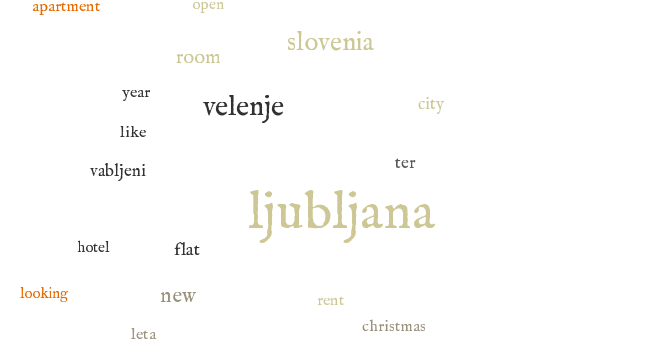 apartment
open
slovenia
room
year
velenje
city
like
ter
vabljeni
ljubljana
hotel
flat
looking
new
rent
christmas
leta